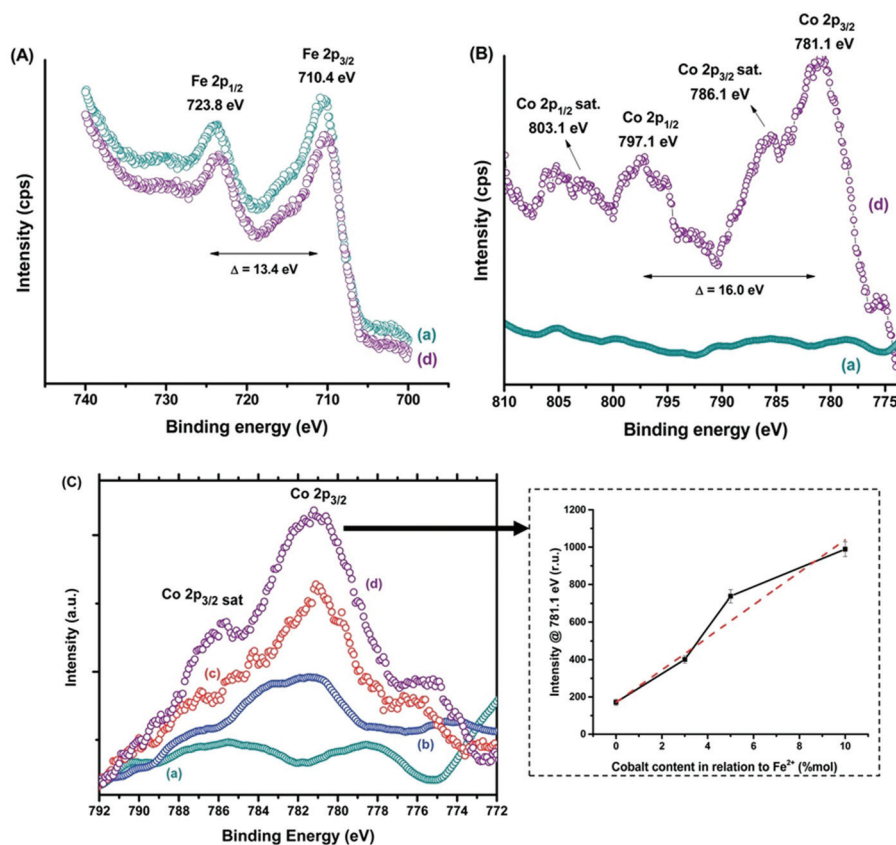 (A)
Fe 2p1/2
723.8 eV
Fe 2p3/2
710.4 eV
Δ = 13.4 eV
(a)
(d)
Intensity (cps)
740 730 720 710 700
Binding energy (eV)
(B)
Co 2p3/2
781.1 eV
Co 2p3/2 sat.
786.1 eV
Co 2p1/2 sat.
803.1 eV
Co 2p1/2
797.1 eV
(d)
Δ = 16.0 eV
(a)
Intensity (cps)
810 805 800 795 790 785 780 775
Binding energy (eV)
(C)
Co 2p3/2
Co 2p3/2 sat
(d)
(c)
(b)
(a)
Intensity (a.u.)
792 790 788 786 784 782 780 778 776 774 772
Binding Energy (eV)
Intensity @ 781.1 eV (r.u.)
1200
1000
800
600
400
200
0
0 2 4 6 8 10
Cobalt content in relation to Fe2+ (%mol)